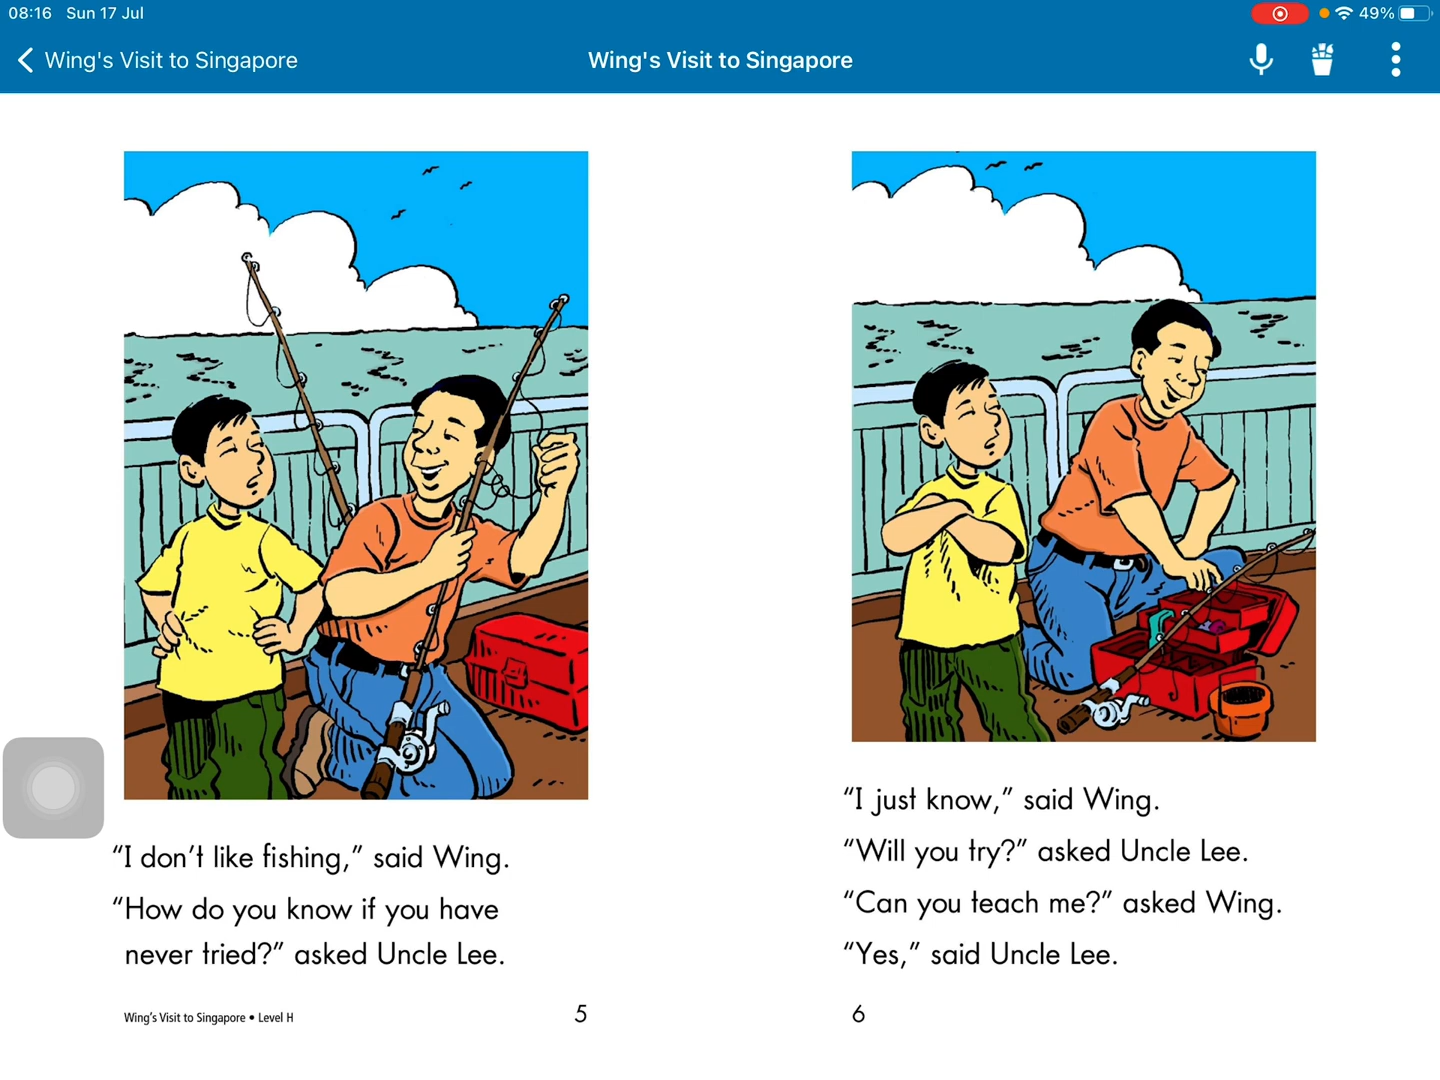 08:16 Sun 17 Jul
49%
Wing's Visit to Singapore
Wing's Visit to Singapore
“I don’t like fishing,” said Wing.
“How do you know if you have
never tried?” asked Uncle Lee.
Wing’s Visit to Singapore • Level H
5
“I just know,” said Wing.
“Will you try?” asked Uncle Lee.
“Can you teach me?” asked Wing.
“Yes,” said Uncle Lee.
6